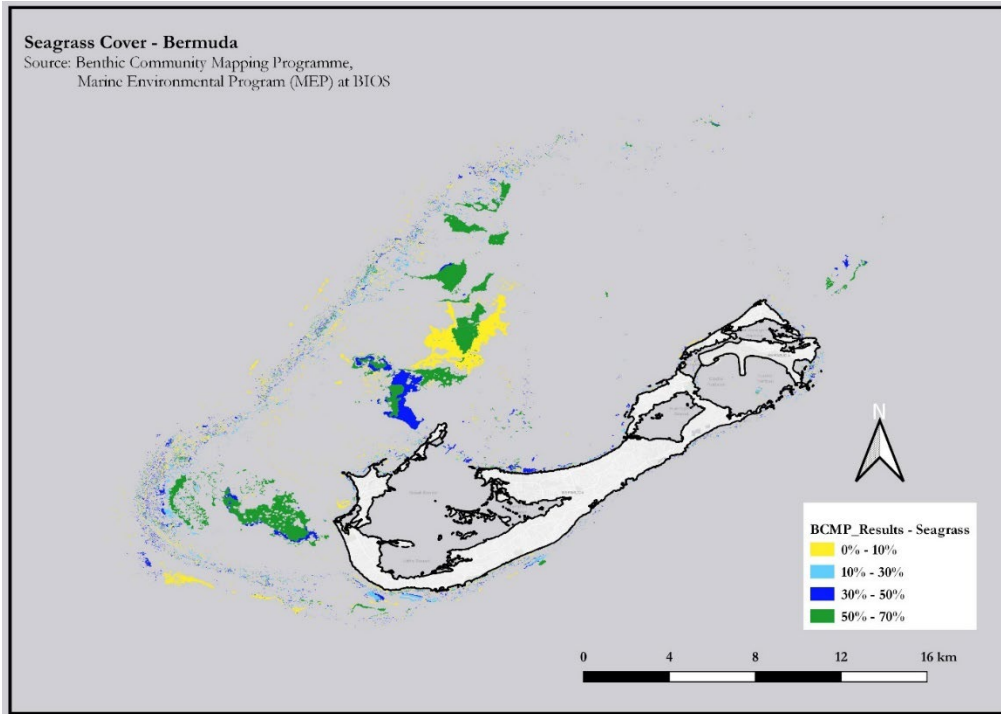 Seagrass Cover - Bermuda
Source: Benthic Community Mapping Programme,
Marine Environmental Program (MEP) at BIOS
N
BCMP_Results - Seagrass
0% - 10%
10% - 30%
30% - 50%
50% - 70%
0 4 8 12 16 km